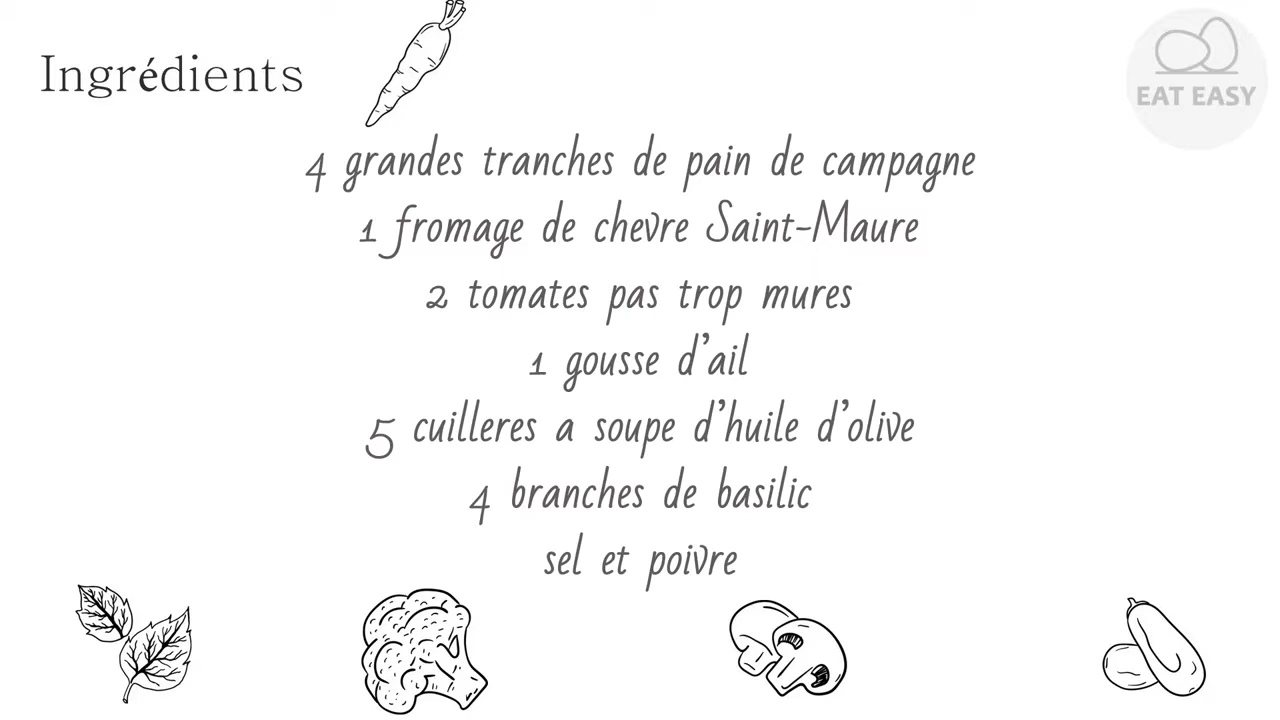 Ingrédients
EAT EASY
4 grandes tranches de pain de campagne
1 fromage de chevre Saint-Maure
2 tomates pas trop mures
1 gousse d'ail
5 cuilleres a soupe d'huile d'olive
4 branches de basilic
sel et poivre